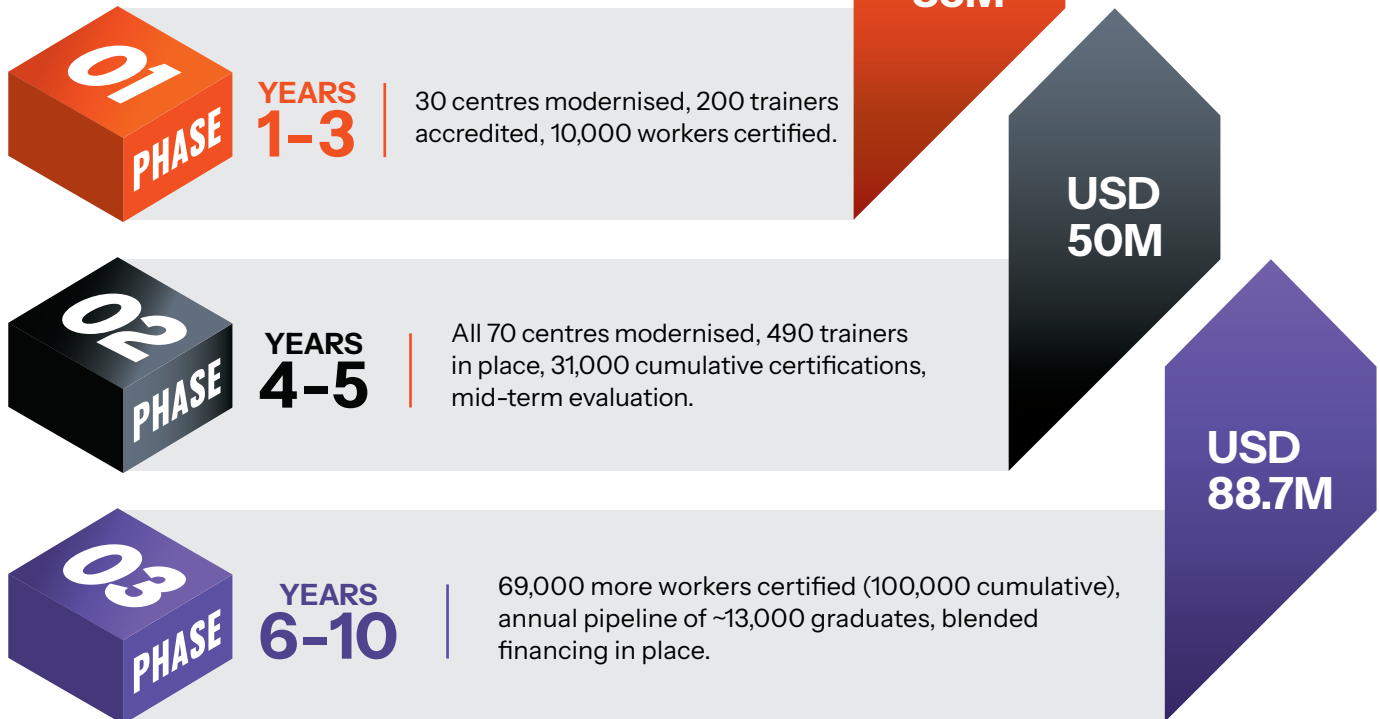 01
PHASE
YEARS
1-3
30 centres modernised, 200 trainers
accredited, 10,000 workers certified.
USD
50M
02
PHASE
YEARS
4-5
All 70 centres modernised, 490 trainers
in place, 31,000 cumulative certifications,
mid-term evaluation.
USD
88.7M
03
PHASE
YEARS
6-10
69,000 more workers certified (100,000 cumulative),
annual pipeline of ~13,000 graduates, blended
financing in place.